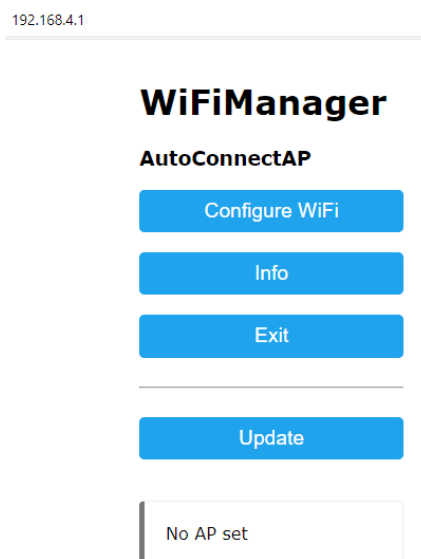 192.168.4.1
WiFiManager
AutoConnectAP
Configure WiFi
Info
Exit
Update
No AP set